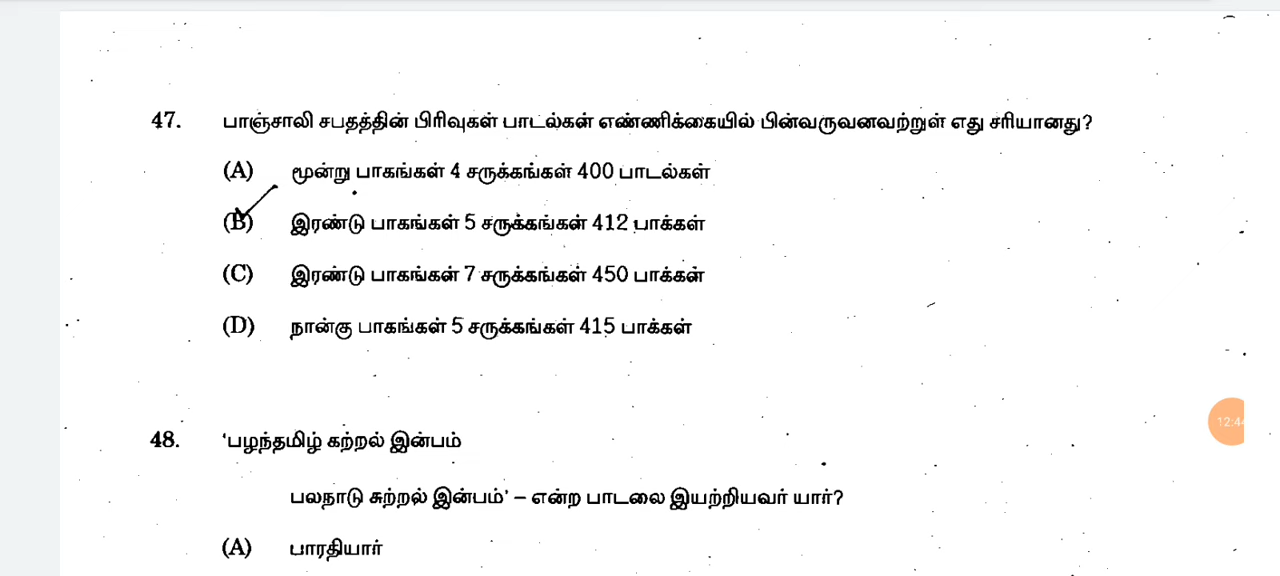 47. பாஞ்சாலி சபதத்தின் பிரிவுகள் பாடல்கள் எண்ணிக்கையில் பின்வருவனவற்றுள் எது சரியானது?
(A) மூன்று பாகங்கள் 4 சருக்கங்கள் 400 பாடல்கள்
(B) இரண்டு பாகங்கள் 5 சருக்கங்கள் 412 பாக்கள்
(C) இரண்டு பாகங்கள் 7 சருக்கங்கள் 450 பாக்கள்
(D) நான்கு பாகங்கள் 5 சருக்கங்கள் 415 பாக்கள்
48. ‘பழந்தமிழ் கற்றல் இன்பம்
பலநாடு சுற்றல் இன்பம்’ – என்ற பாடலை இயற்றியவர் யார்?
(A) பாரதியார்